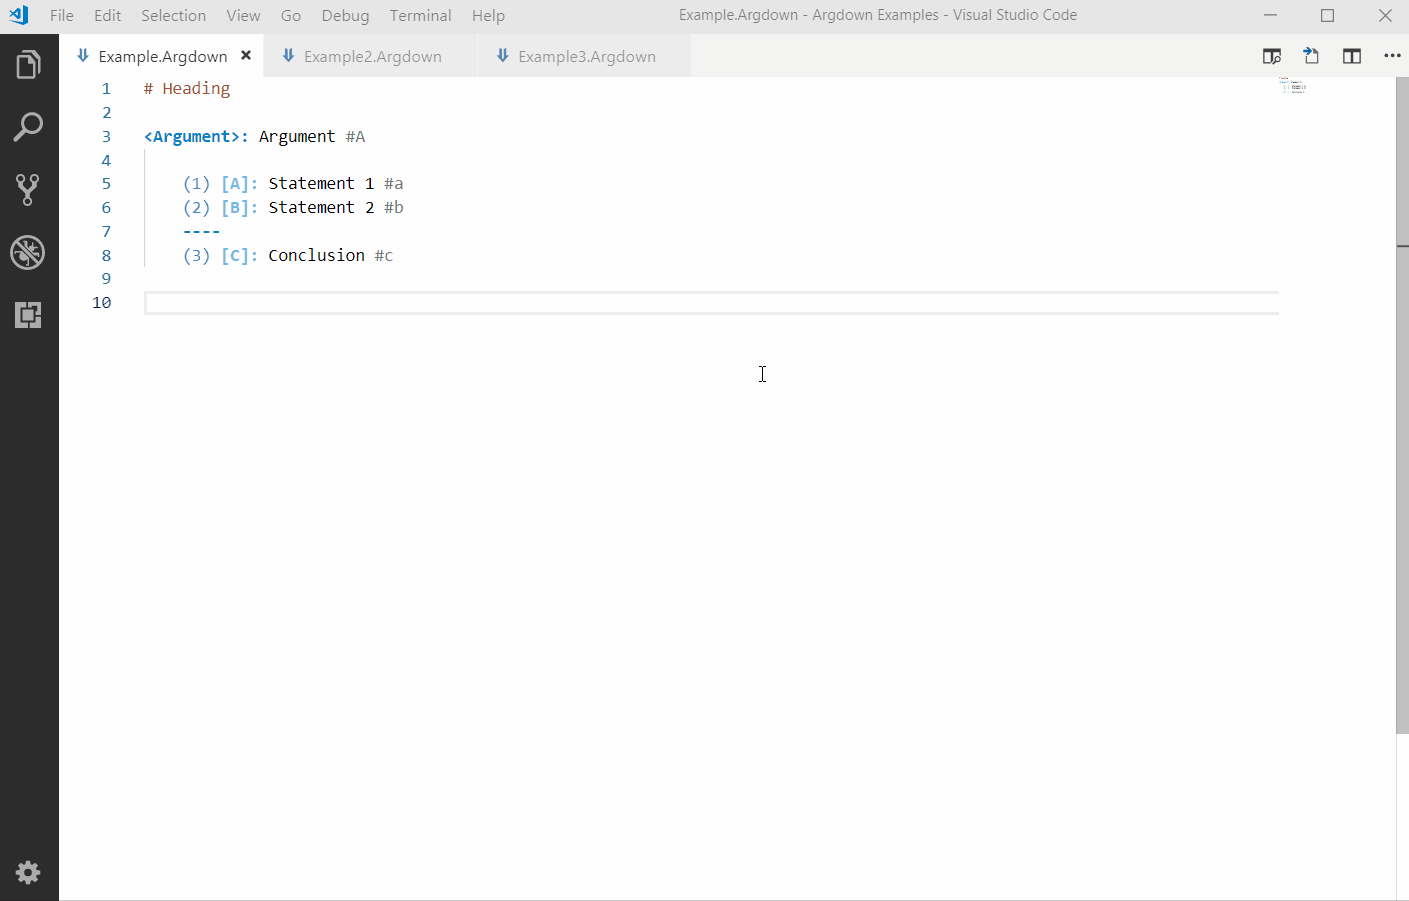 File Edit Selection View Go Debug Terminal Help Example.Argdown - Argdown Examples - Visual Studio Code
Example.Argdown Example2.Argdown Example3.Argdown
1 # Heading
2
3 <Argument>: Argument #A
4
5 (1) [A]: Statement 1 #a
6 (2) [B]: Statement 2 #b
7 ----
8 (3) [C]: Conclusion #c
9
10